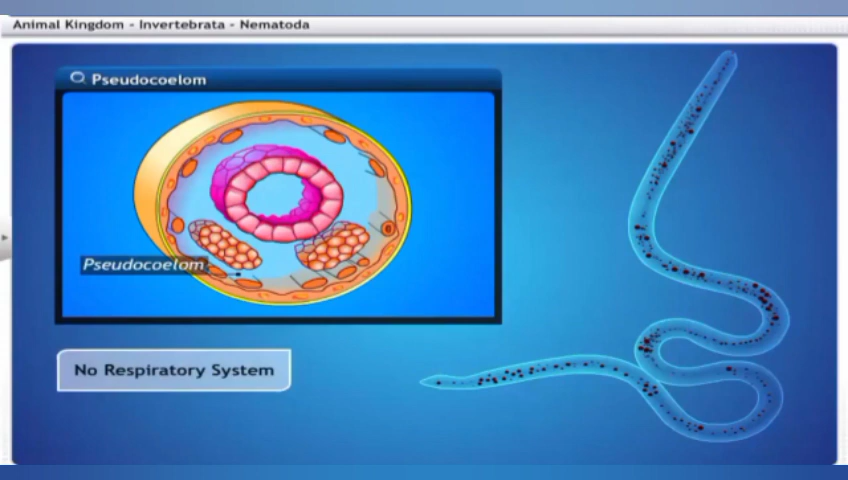 Animal Kingdom - Invertebrata - Nematoda
Pseudocoelom
Pseudocoelom
No Respiratory System